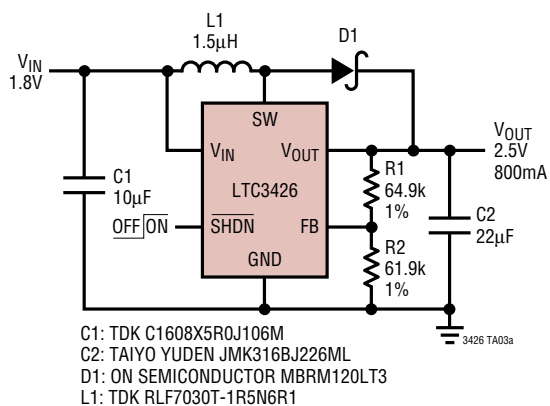 L1
1.5µH
D1
VIN
1.8V
SW
VIN
VOUT
LTC3426
SHDN
FB
GND
C1
10µF
OFF ON
R1
64.9k
1%
R2
61.9k
1%
VOUT
2.5V
800mA
C2
22µF
3426 TA03a
C1: TDK C1608X5R0J106M
C2: TAIYO YUDEN JMK316BJ226ML
D1: ON SEMICONDUCTOR MBRM120LT3
L1: TDK RLF7030T-1R5N6R1